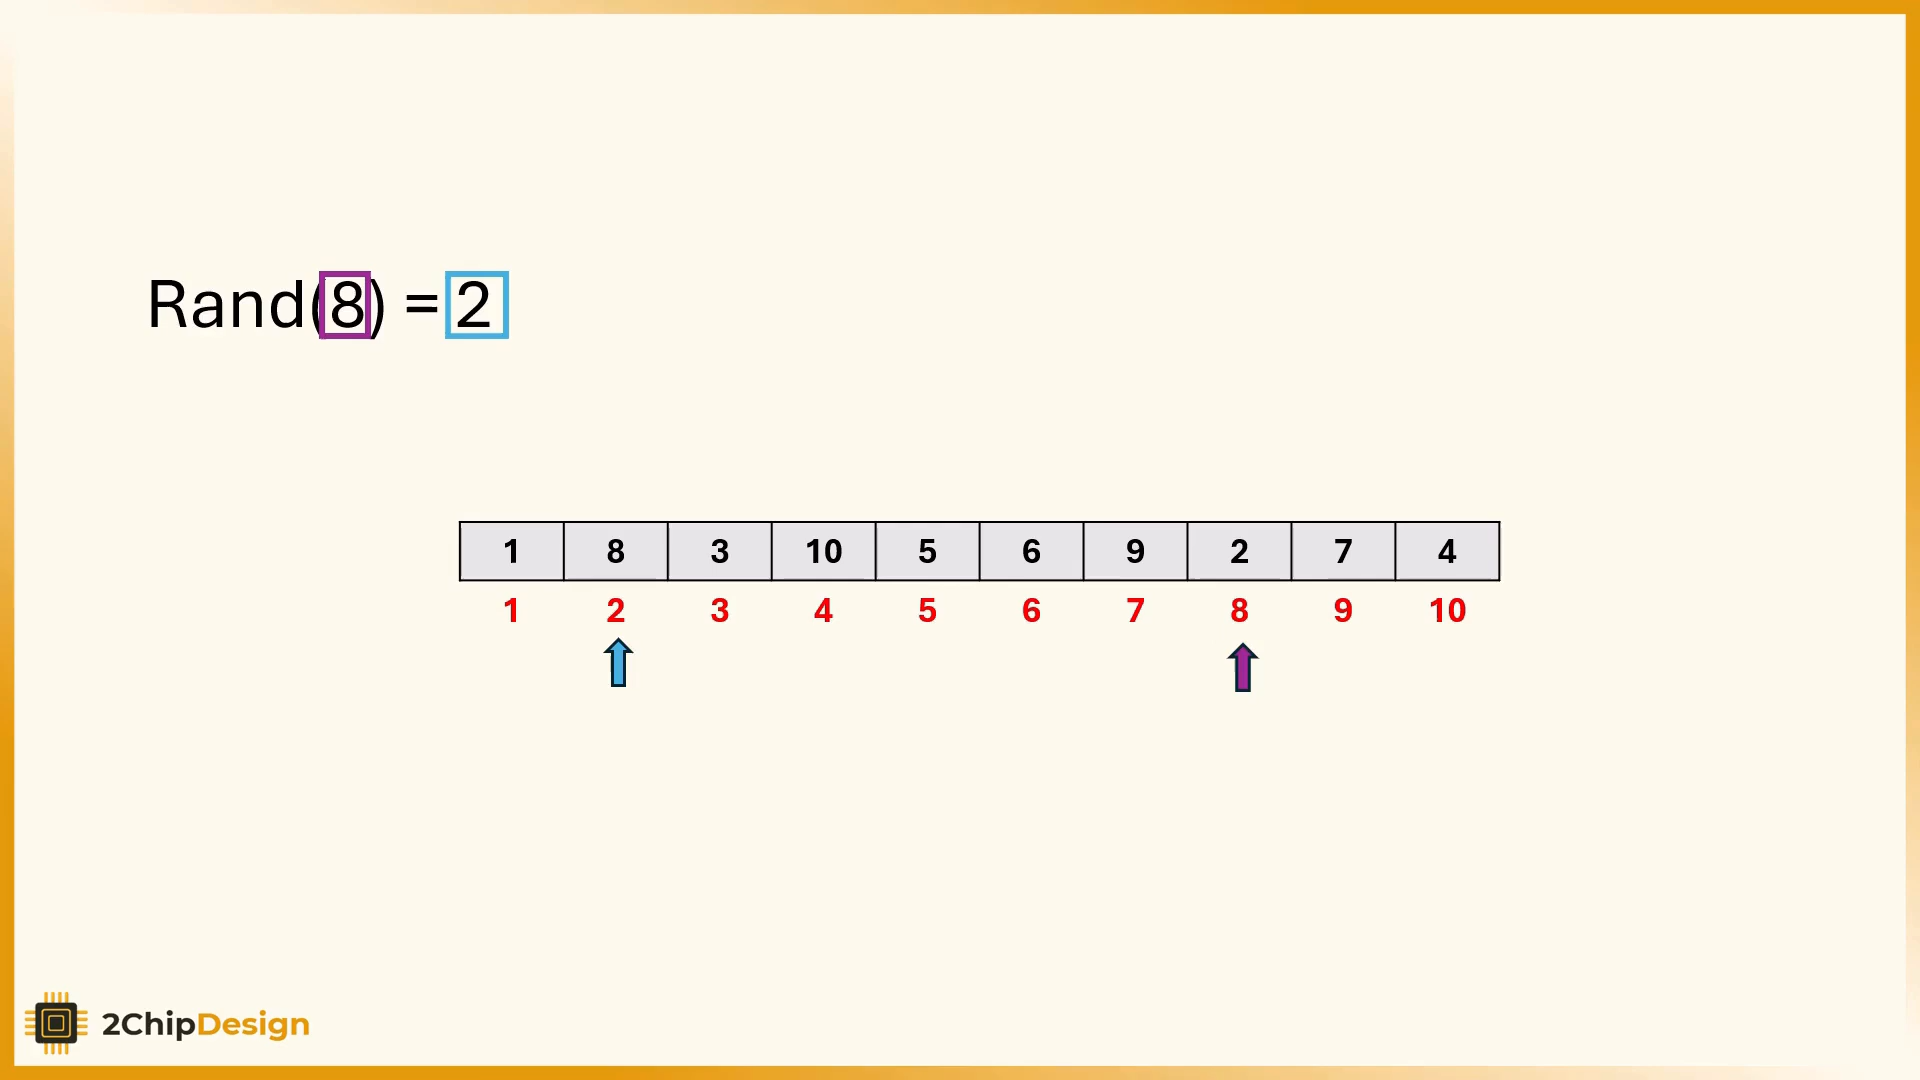 Rand(8) = 2
1 8 3 10 5 6 9 2 7 4
1 2 3 4 5 6 7 8 9 10
2ChipDesign